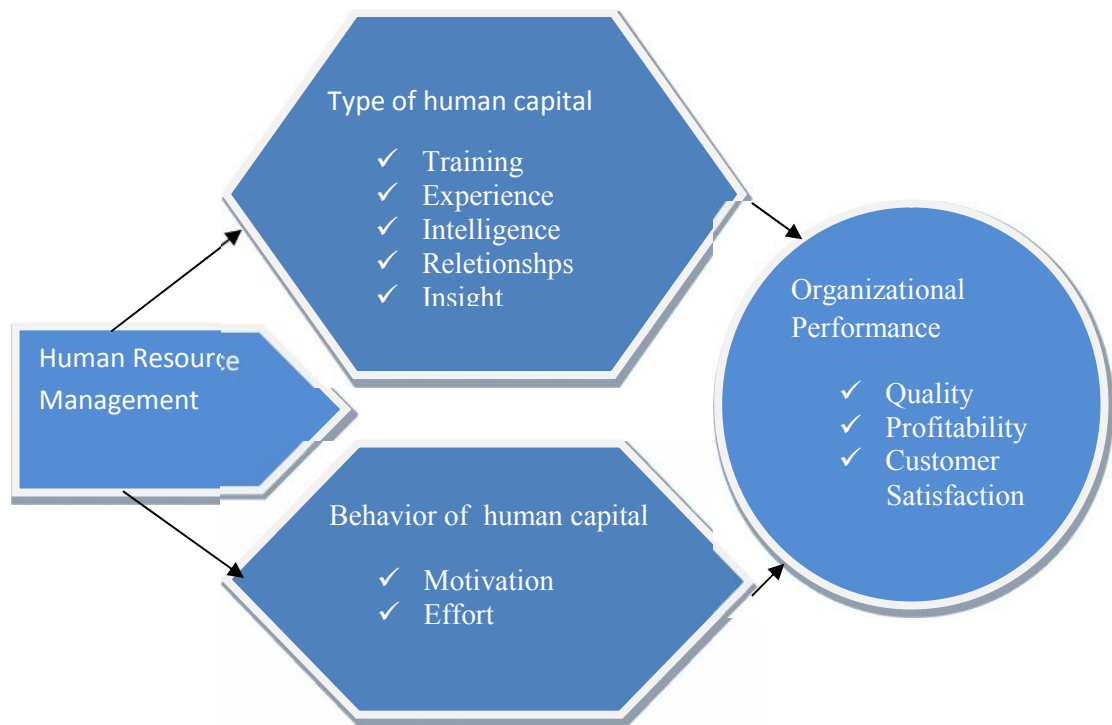 Type of human capital
✓ Training
✓ Experience
✓ Intelligence
✓ Reletionshps
✓ Insight
Human Resource
Management
Behavior of human capital
✓ Motivation
✓ Effort
Organizational
Performance
✓ Quality
✓ Profitability
✓ Customer
Satisfaction